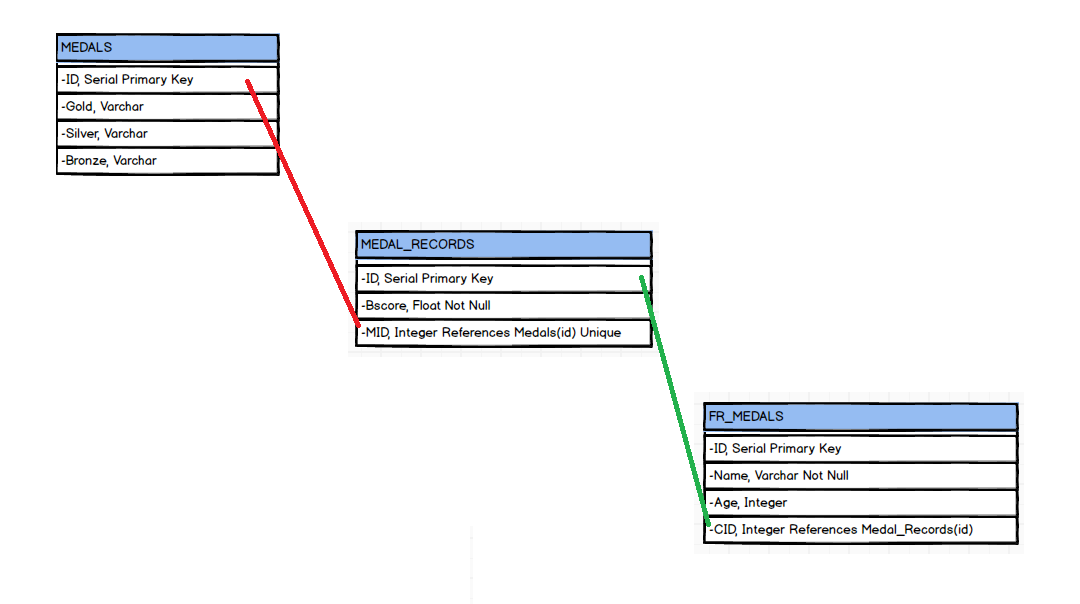 MEDALS
-ID, Serial Primary Key
-Gold, Varchar
-Silver, Varchar
-Bronze, Varchar
MEDAL_RECORDS
-ID, Serial Primary Key
-Bscore, Float Not Null
-MID, Integer References Medals(id) Unique
FR_MEDALS
-ID, Serial Primary Key
-Name, Varchar Not Null
-Age, Integer
-CID, Integer References Medal_Records(id)